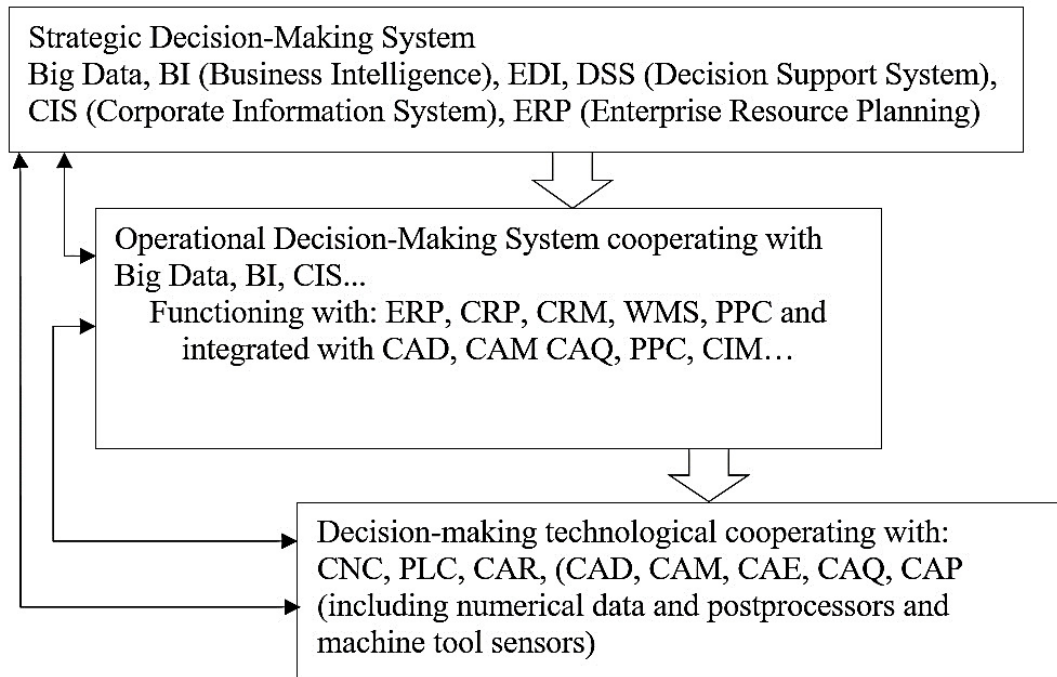 Strategic Decision-Making System
Big Data, BI (Business Intelligence), EDI, DSS (Decision Support System),
CIS (Corporate Information System), ERP (Enterprise Resource Planning)
Operational Decision-Making System cooperating with
Big Data, BI, CIS...
Functioning with: ERP, CRP, CRM, WMS, PPC and
integrated with CAD, CAM CAQ, PPC, CIM…
Decision-making technological cooperating with:
CNC, PLC, CAR, (CAD, CAM, CAE, CAQ, CAP
(including numerical data and postprocessors and
machine tool sensors)